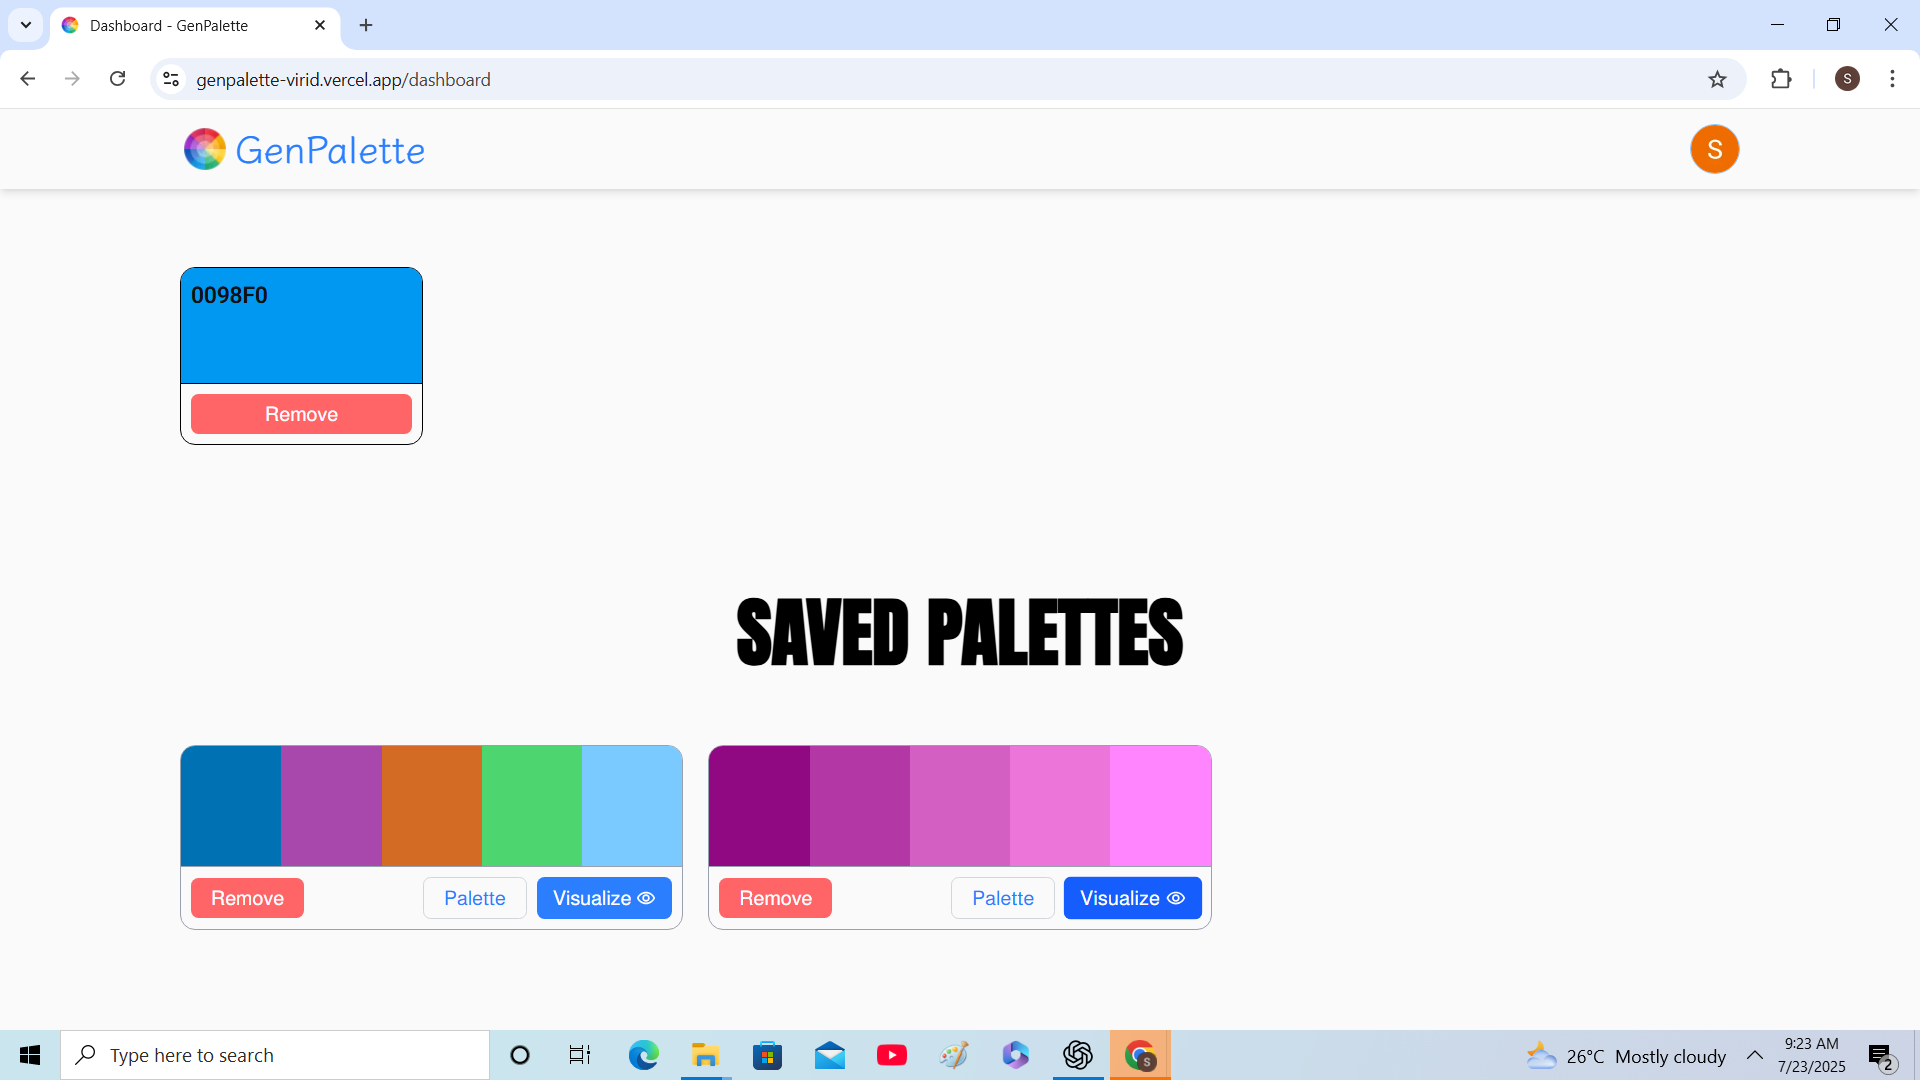 Dashboard - GenPalette
genpalette-virid.vercel.app/dashboard
S
GenPalette
S
0098F0
Remove
SAVED PALETTES
Remove Palette Visualize
Remove Palette Visualize
Type here to search
S
26°C Mostly cloudy
9:23 AM
7/23/2025
2